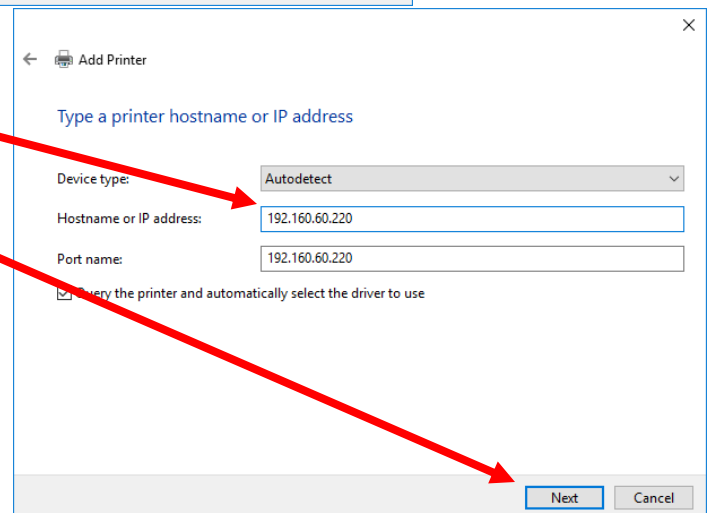 Add Printer
Type a printer hostname or IP address
Device type: Autodetect
Hostname or IP address: 192.160.60.220
Port name: 192.160.60.220
Query the printer and automatically select the driver to use
Next Cancel